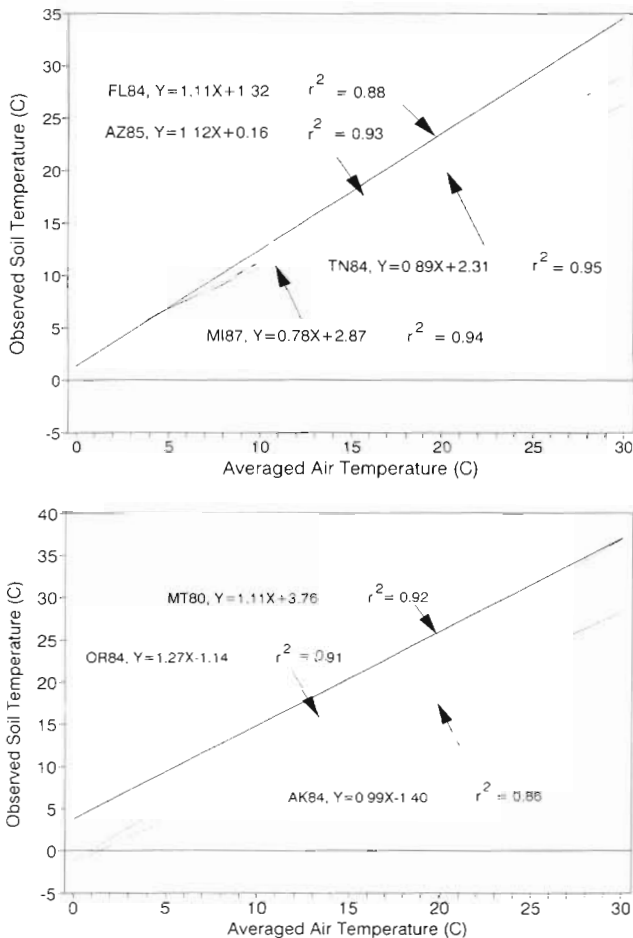 35
30
25
20
15
10
5
0
-5
Observed Soil Temperature (C)
FL84, Y=1.11X+1 32 r² = 0.88
AZ85, Y=1 12X+0.16 r² = 0.93
TN84, Y=0 89X+2.31 r² = 0.95
MI87, Y=0.78X+2.87 r² = 0.94
0 5 10 15 20 25 30
Averaged Air Temperature (C)
40
35
30
25
20
15
10
5
0
-5
Observed Soil Temperature (C)
MT80, Y=1.11X+3.76 r²= 0.92
OR84, Y=1.27X-1.14 r² = 0.91
AK84, Y=0 99X-1 40 r² = 0.86
0 5 10 15 20 25 30
Averaged Air Temperature (C)